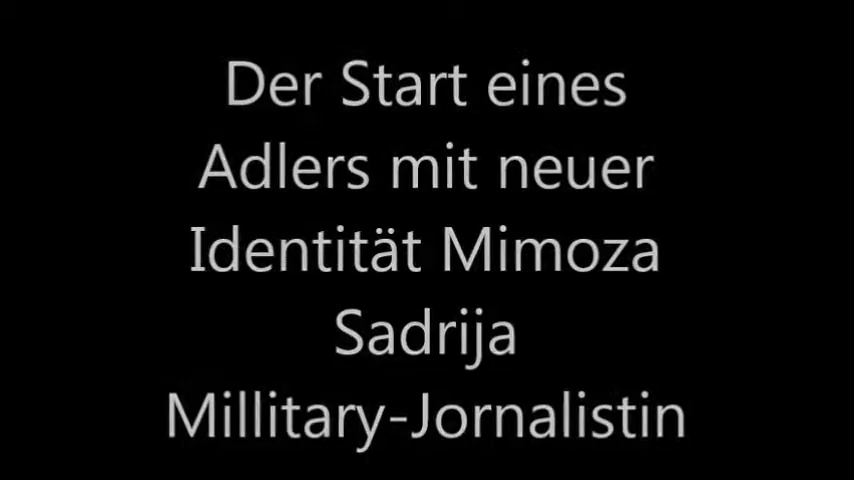 Der Start eines
Adlers mit neuer
Identität Mimoza
Sadrija
Millitary-Jornalistin